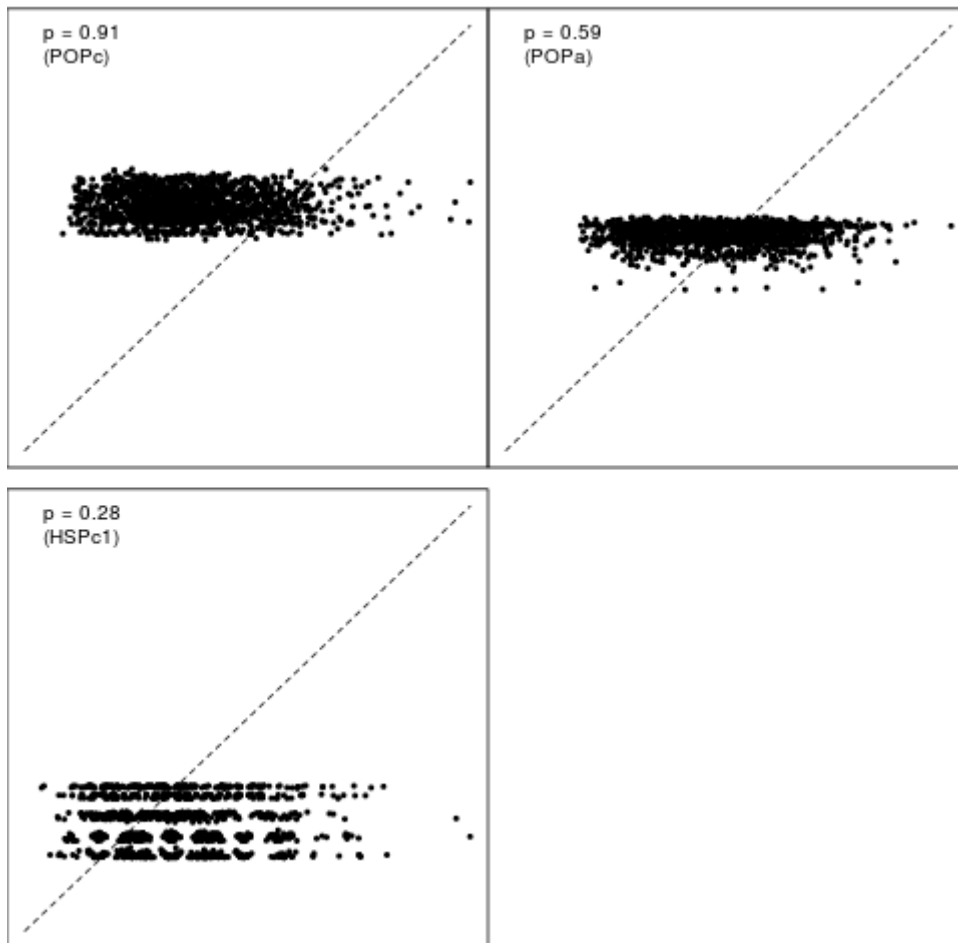 p = 0.91
(POPc)
p = 0.59
(POPa)
p = 0.28
(HSPc1)